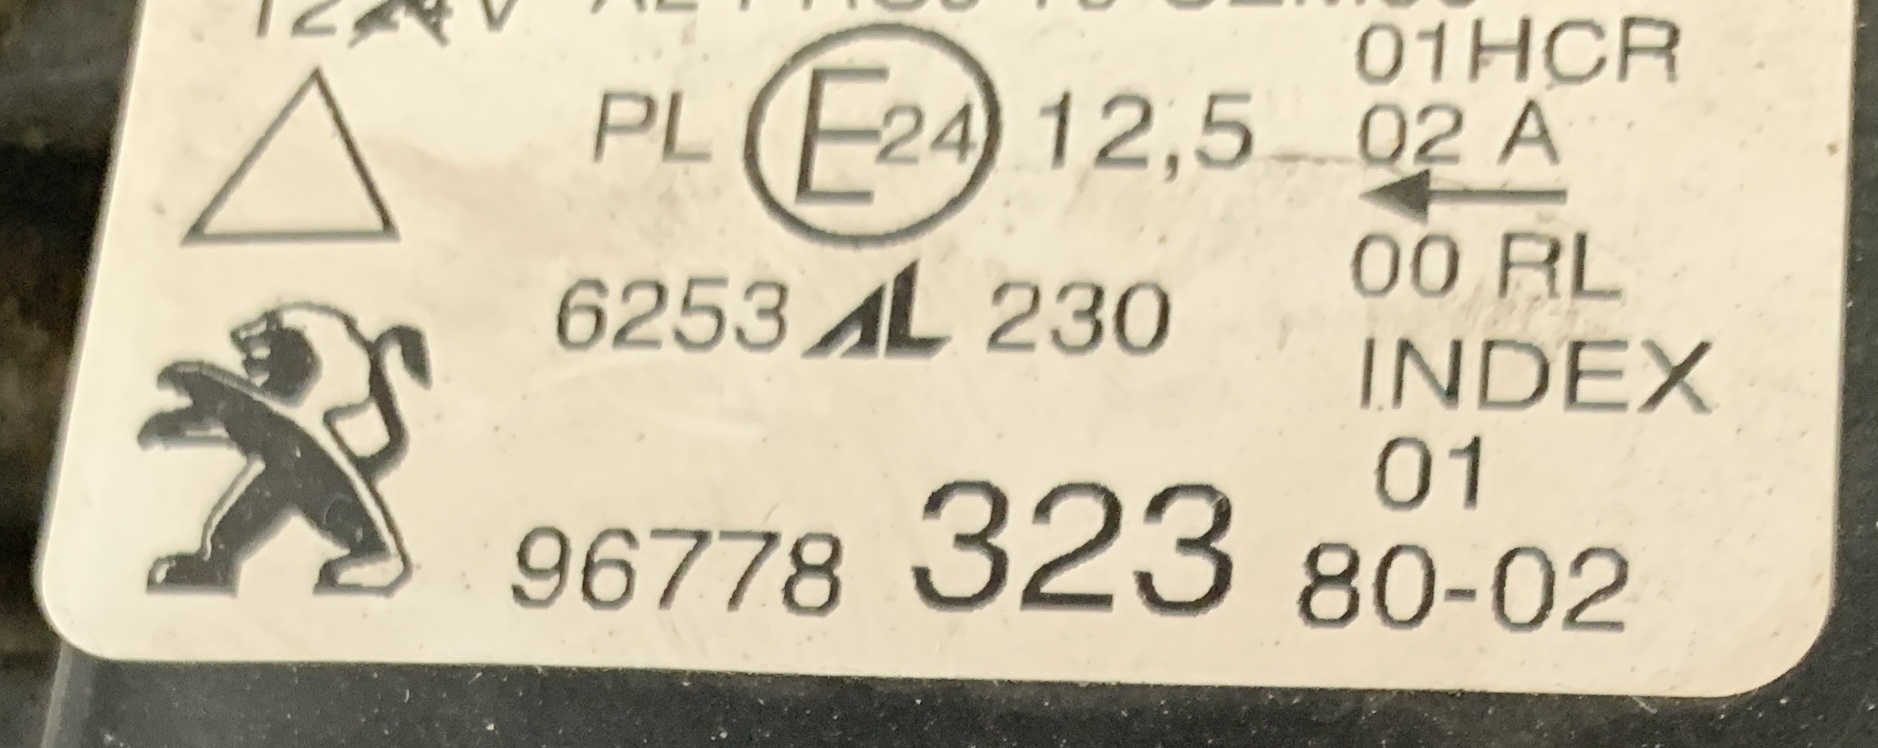 PL E24 12,5
01HCR
02 A
00 RL
6253 AL 230
INDEX
01
96778 323 80-02